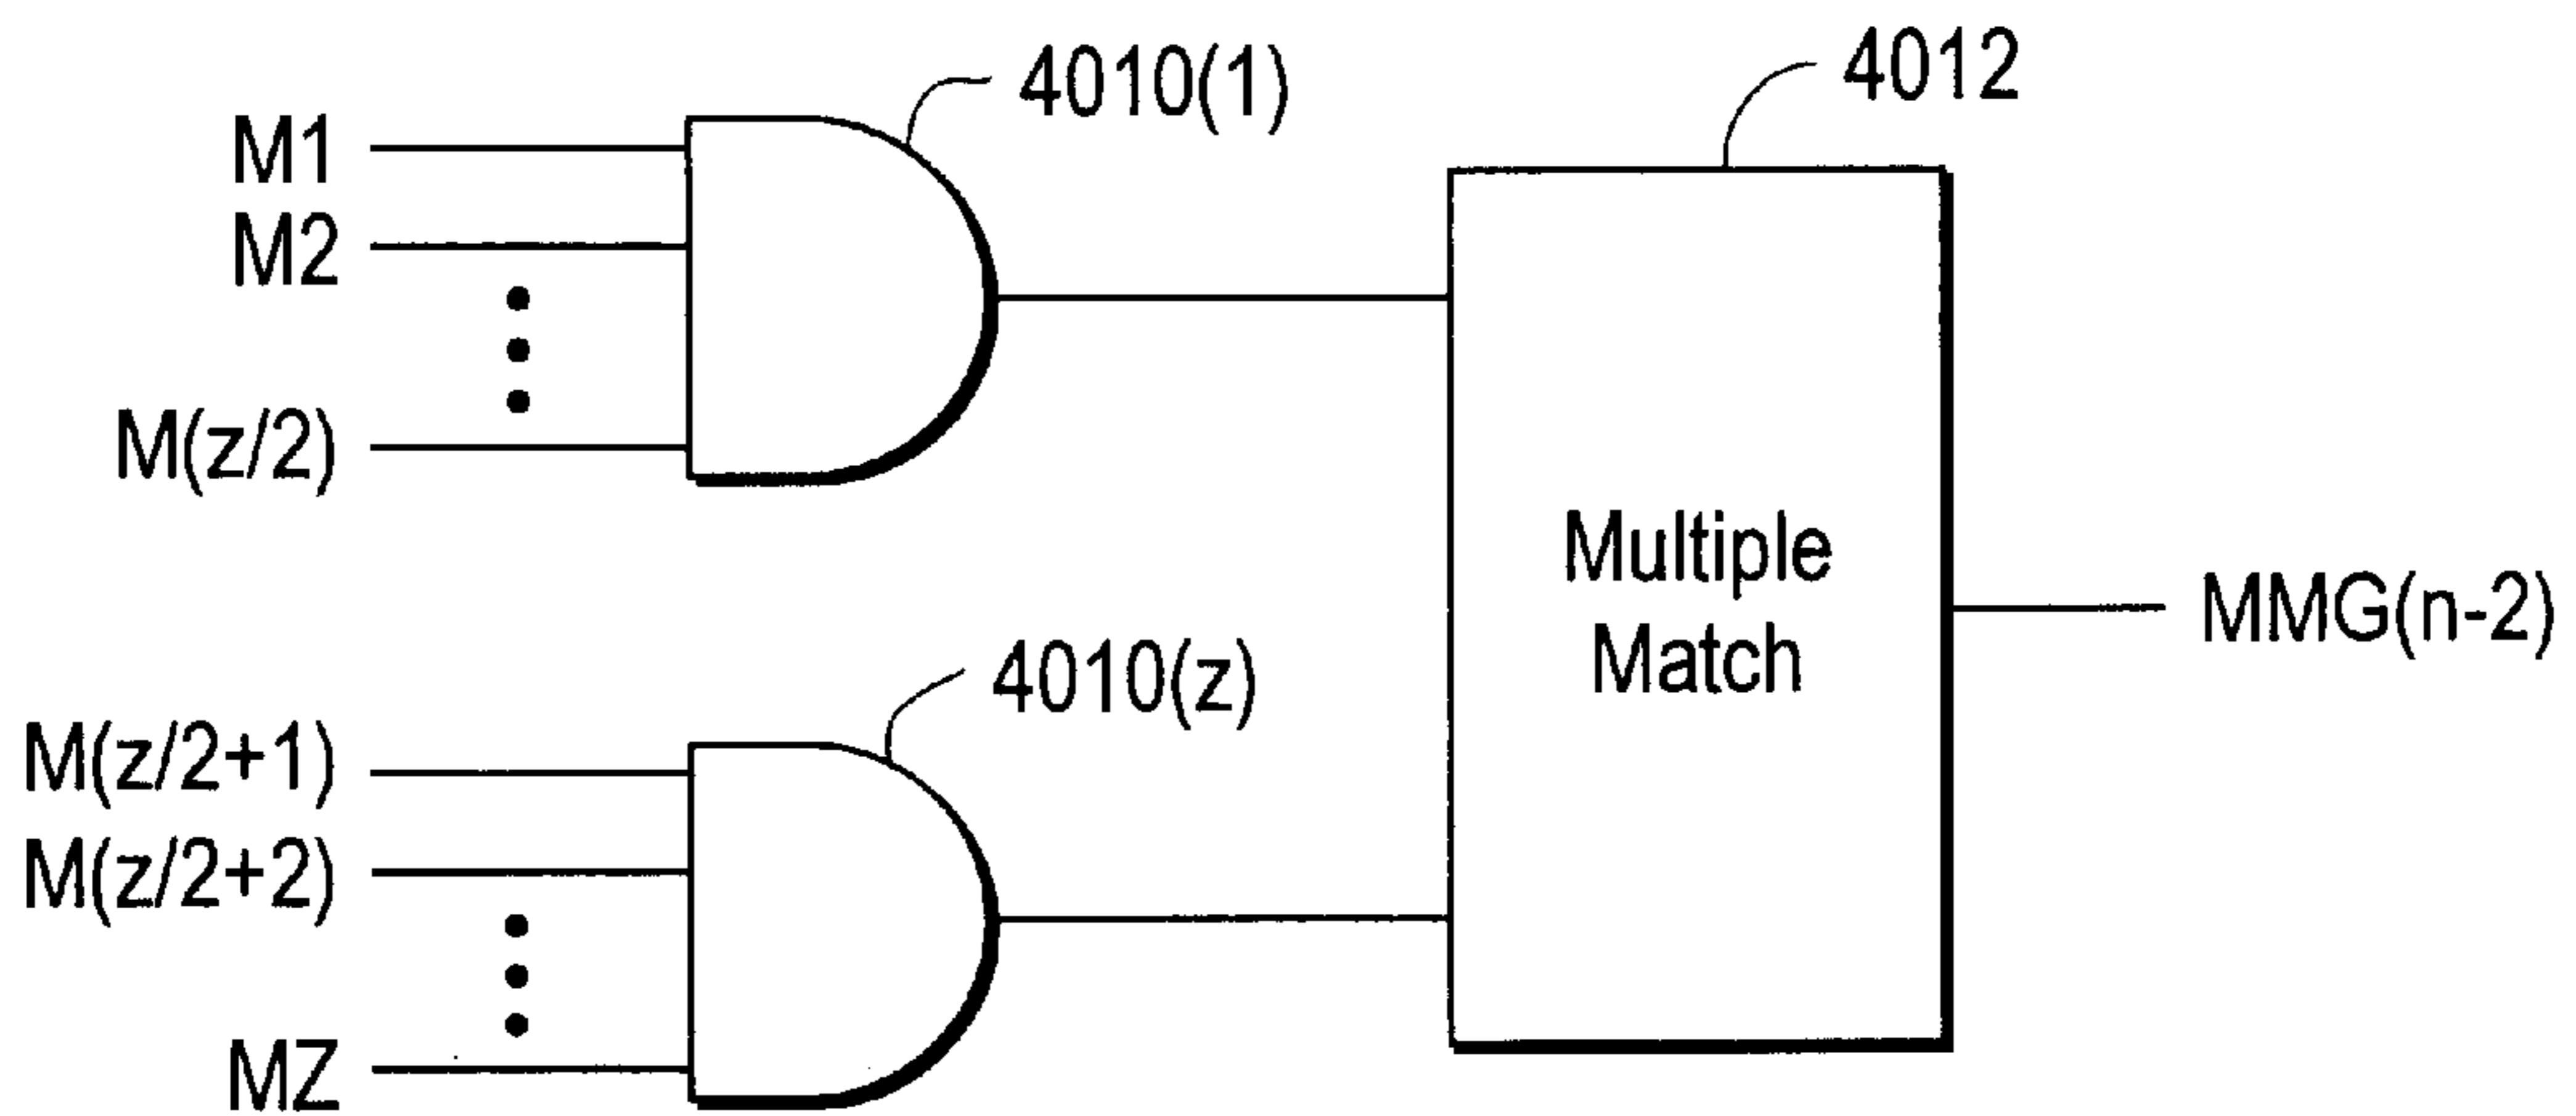 4010(1)
4012
M1
M2
M(z/2)
Multiple
Match
MMG(n-2)
4010(z)
M(z/2+1)
M(z/2+2)
MZ